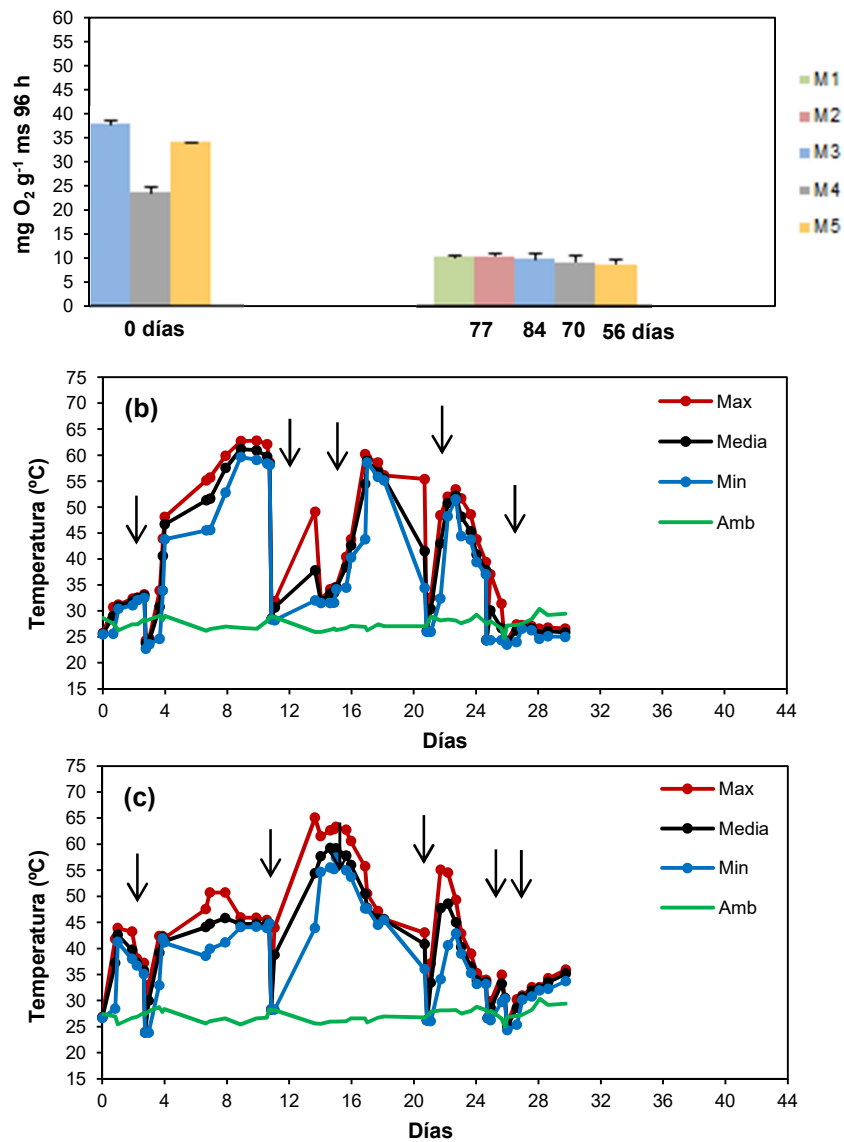 60
55
50
45
40
35
30
25
20
15
10
5
0
mg O₂ g⁻¹ ms 96 h
0 días
77 84 70 56 días
M1
M2
M3
M4
M5
(b)
75
70
65
60
55
50
45
40
35
30
25
20
15
Temperatura (ºC)
0 4 8 12 16 20 24 28 32 36 40 44
Días
Max
Media
Min
Amb
(c)
75
70
65
60
55
50
45
40
35
30
25
20
15
Temperatura (ºC)
0 4 8 12 16 20 24 28 32 36 40 44
Días
Max
Media
Min
Amb